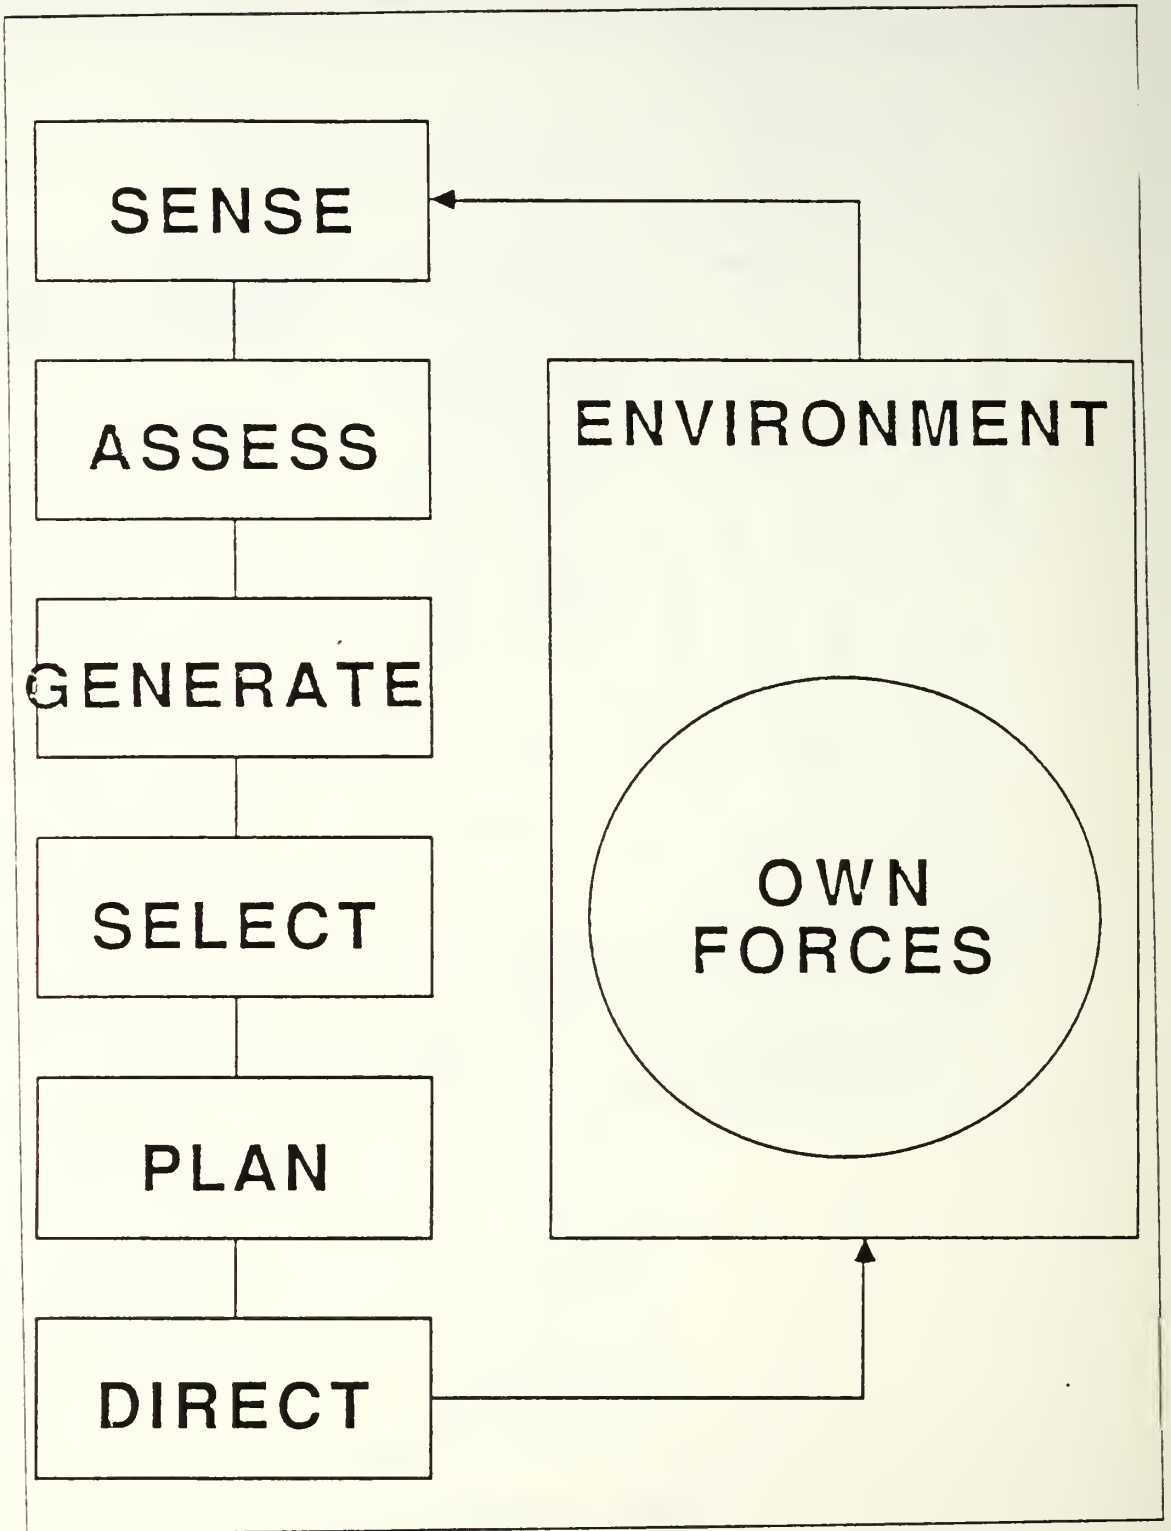 SENSE
ASSESS
GENERATE
SELECT
PLAN
DIRECT
ENVIRONMENT
OWN
FORCES